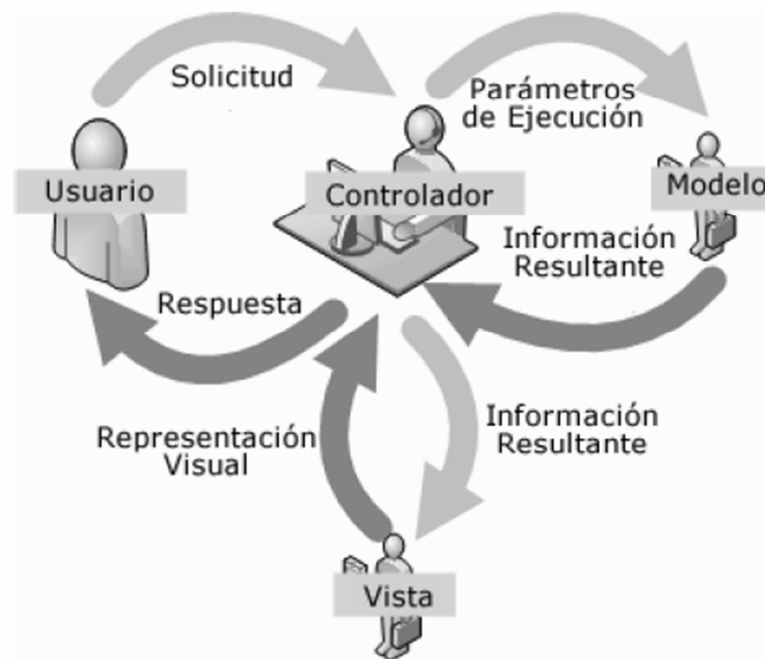 Solicitud
Parámetros
de Ejecución
Usuario
Controlador
Modelo
Información
Resultante
Respuesta
Representación
Visual
Información
Resultante
Vista